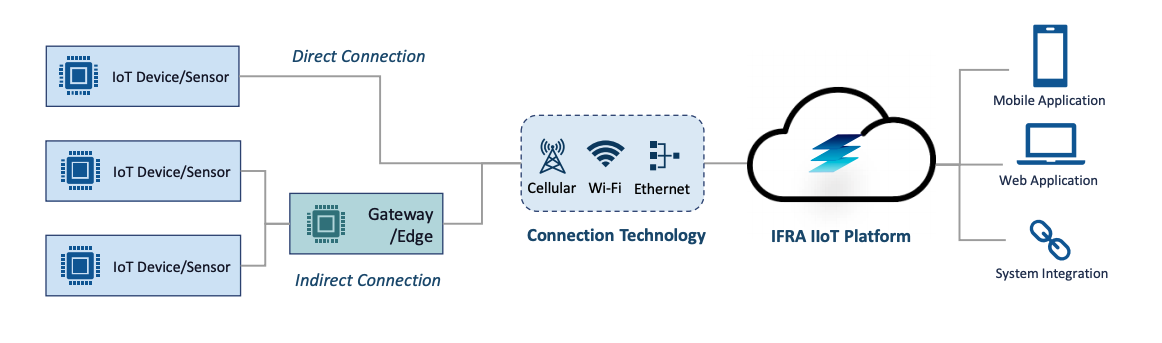 Direct Connection
IoT Device/Sensor
IoT Device/Sensor
IoT Device/Sensor
Gateway
/Edge
Indirect Connection
Cellular
Wi-Fi
Ethernet
Connection Technology
IFRA IIoT Platform
Mobile Application
Web Application
System Integration